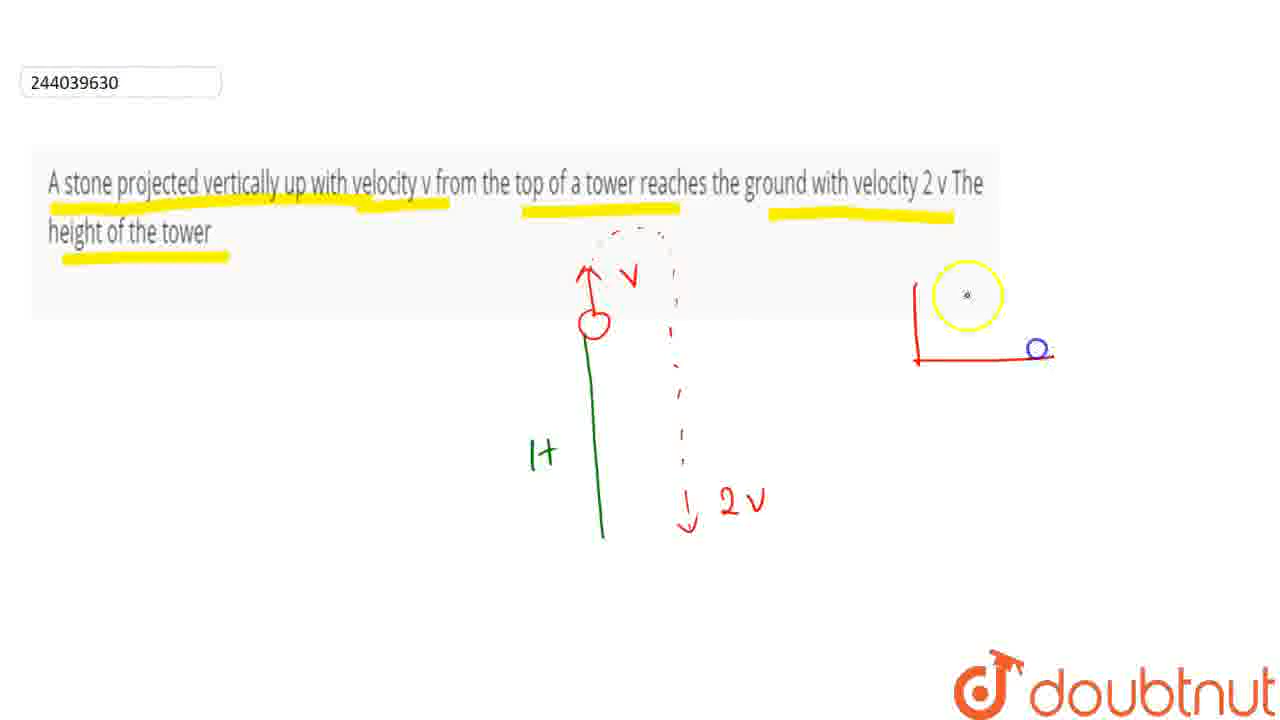 244039630
A stone projected vertically up with velocity v from the top of a tower reaches the ground with velocity 2 v The
height of the tower
V
H
2V
doubtnut